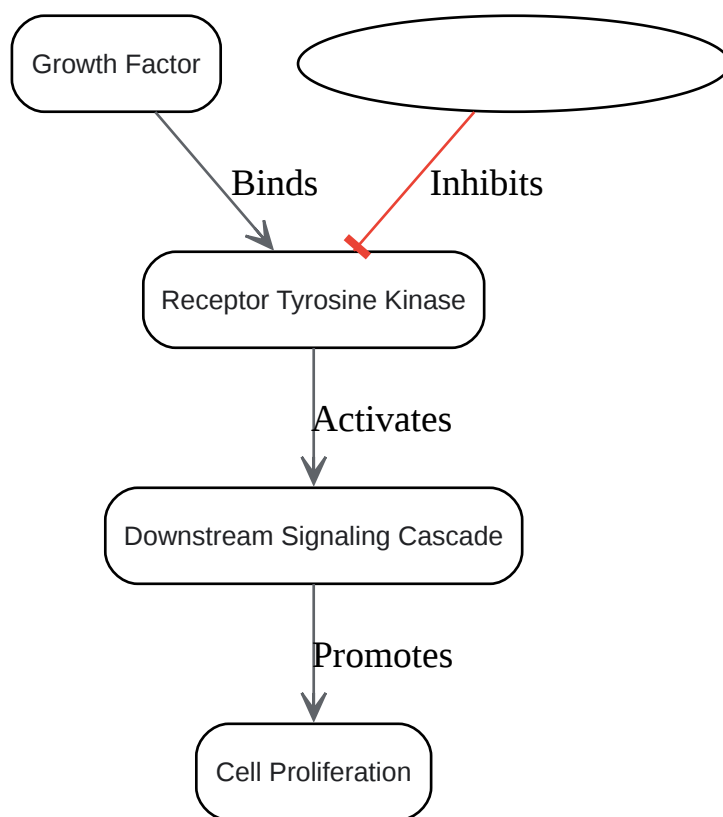 Growth Factor
Binds
Inhibits
Receptor Tyrosine Kinase
Activates
Downstream Signaling Cascade
Promotes
Cell Proliferation